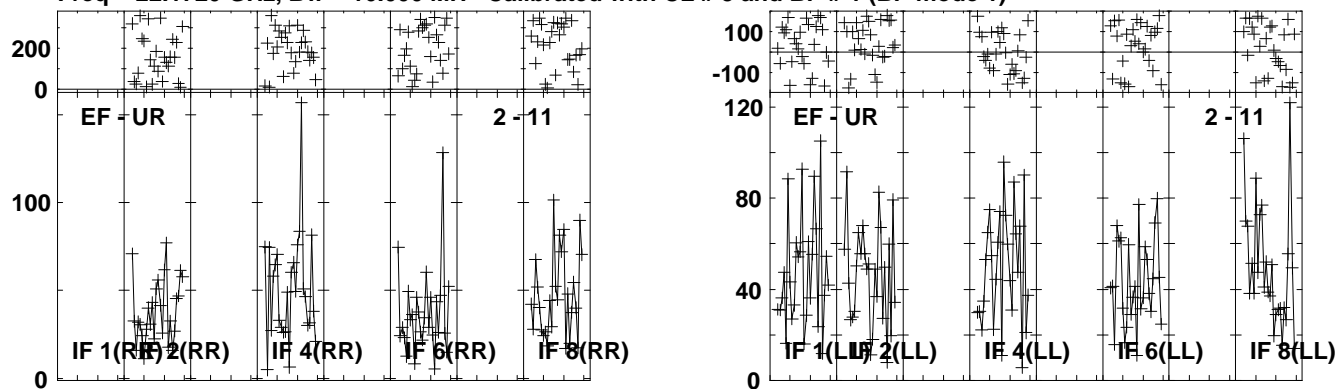 200
0
EF - UR
2 - 11
100
0
IF 1(RR)
IF 2(RR)
IF 4(RR)
IF 6(RR)
IF 8(RR)
100
-100
EF - UR
2 - 11
120
80
40
0
IF 1(LL)
IF 2(LL)
IF 4(LL)
IF 6(LL)
IF 8(LL)